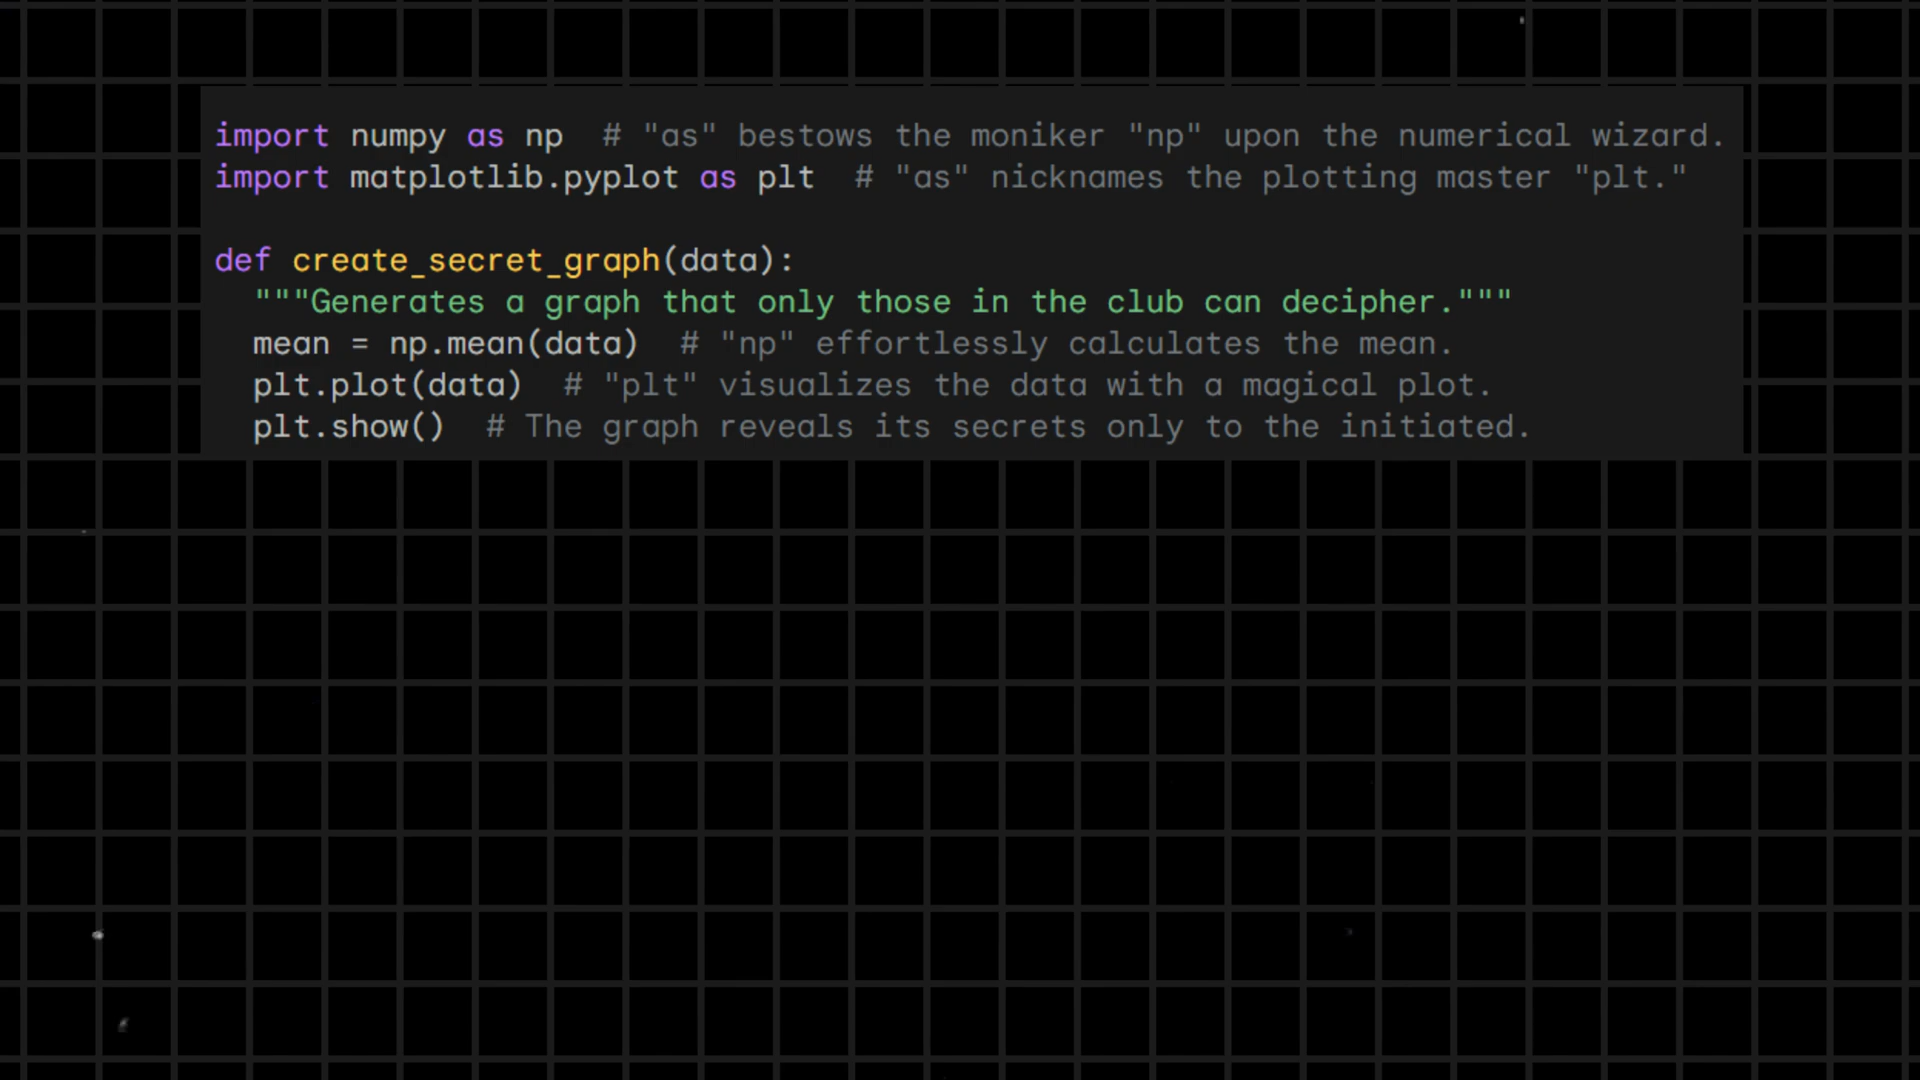 import numpy as np  # "as" bestows the moniker "np" upon the numerical wizard.
import matplotlib.pyplot as plt  # "as" nicknames the plotting master "plt."

def create_secret_graph(data):
  """Generates a graph that only those in the club can decipher."""
  mean = np.mean(data)  # "np" effortlessly calculates the mean.
  plt.plot(data)  # "plt" visualizes the data with a magical plot.
  plt.show()  # The graph reveals its secrets only to the initiated.